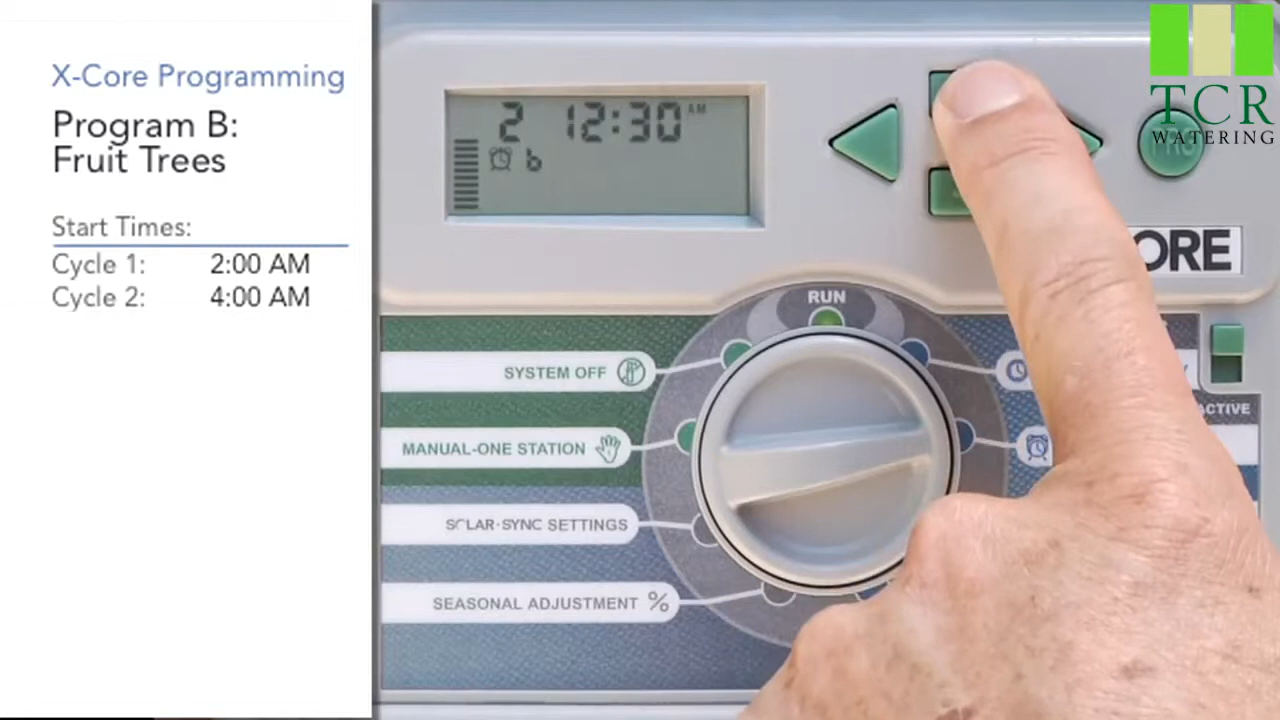 X-Core Programming
Program B:
Fruit Trees
Start Times:
Cycle 1: 2:00 AM
Cycle 2: 4:00 AM
2 12:30 AM
b
TCR
WATERING
ORE
RUN
SYSTEM OFF
MANUAL-ONE STATION
SOLAR·SYNC SETTINGS
SEASONAL ADJUSTMENT %
ACTIVE